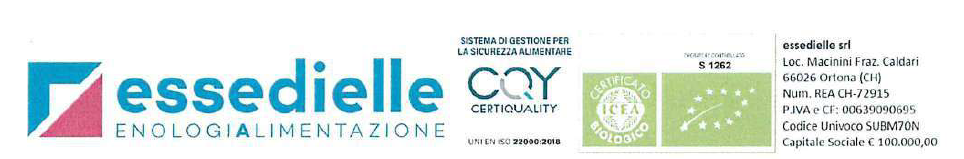 essedielle
ENOLOGIALIMENTAZIONE
SISTEMA DI GESTIONE PER
LA SICUREZZA ALIMENTARE
CQY
CERTIQUALITY
UNI EN ISO 22000:2018
CERTIFICATO
ICEA
BIOLOGICO
S 1262
essedielle srl
Loc. Macinini Fraz. Caldari
66026 Ortona (CH)
Num. REA CH-72915
P.IVA e CF: 00639090695
Codice Univoco SUBM70N
Capitale Sociale € 100.000,00